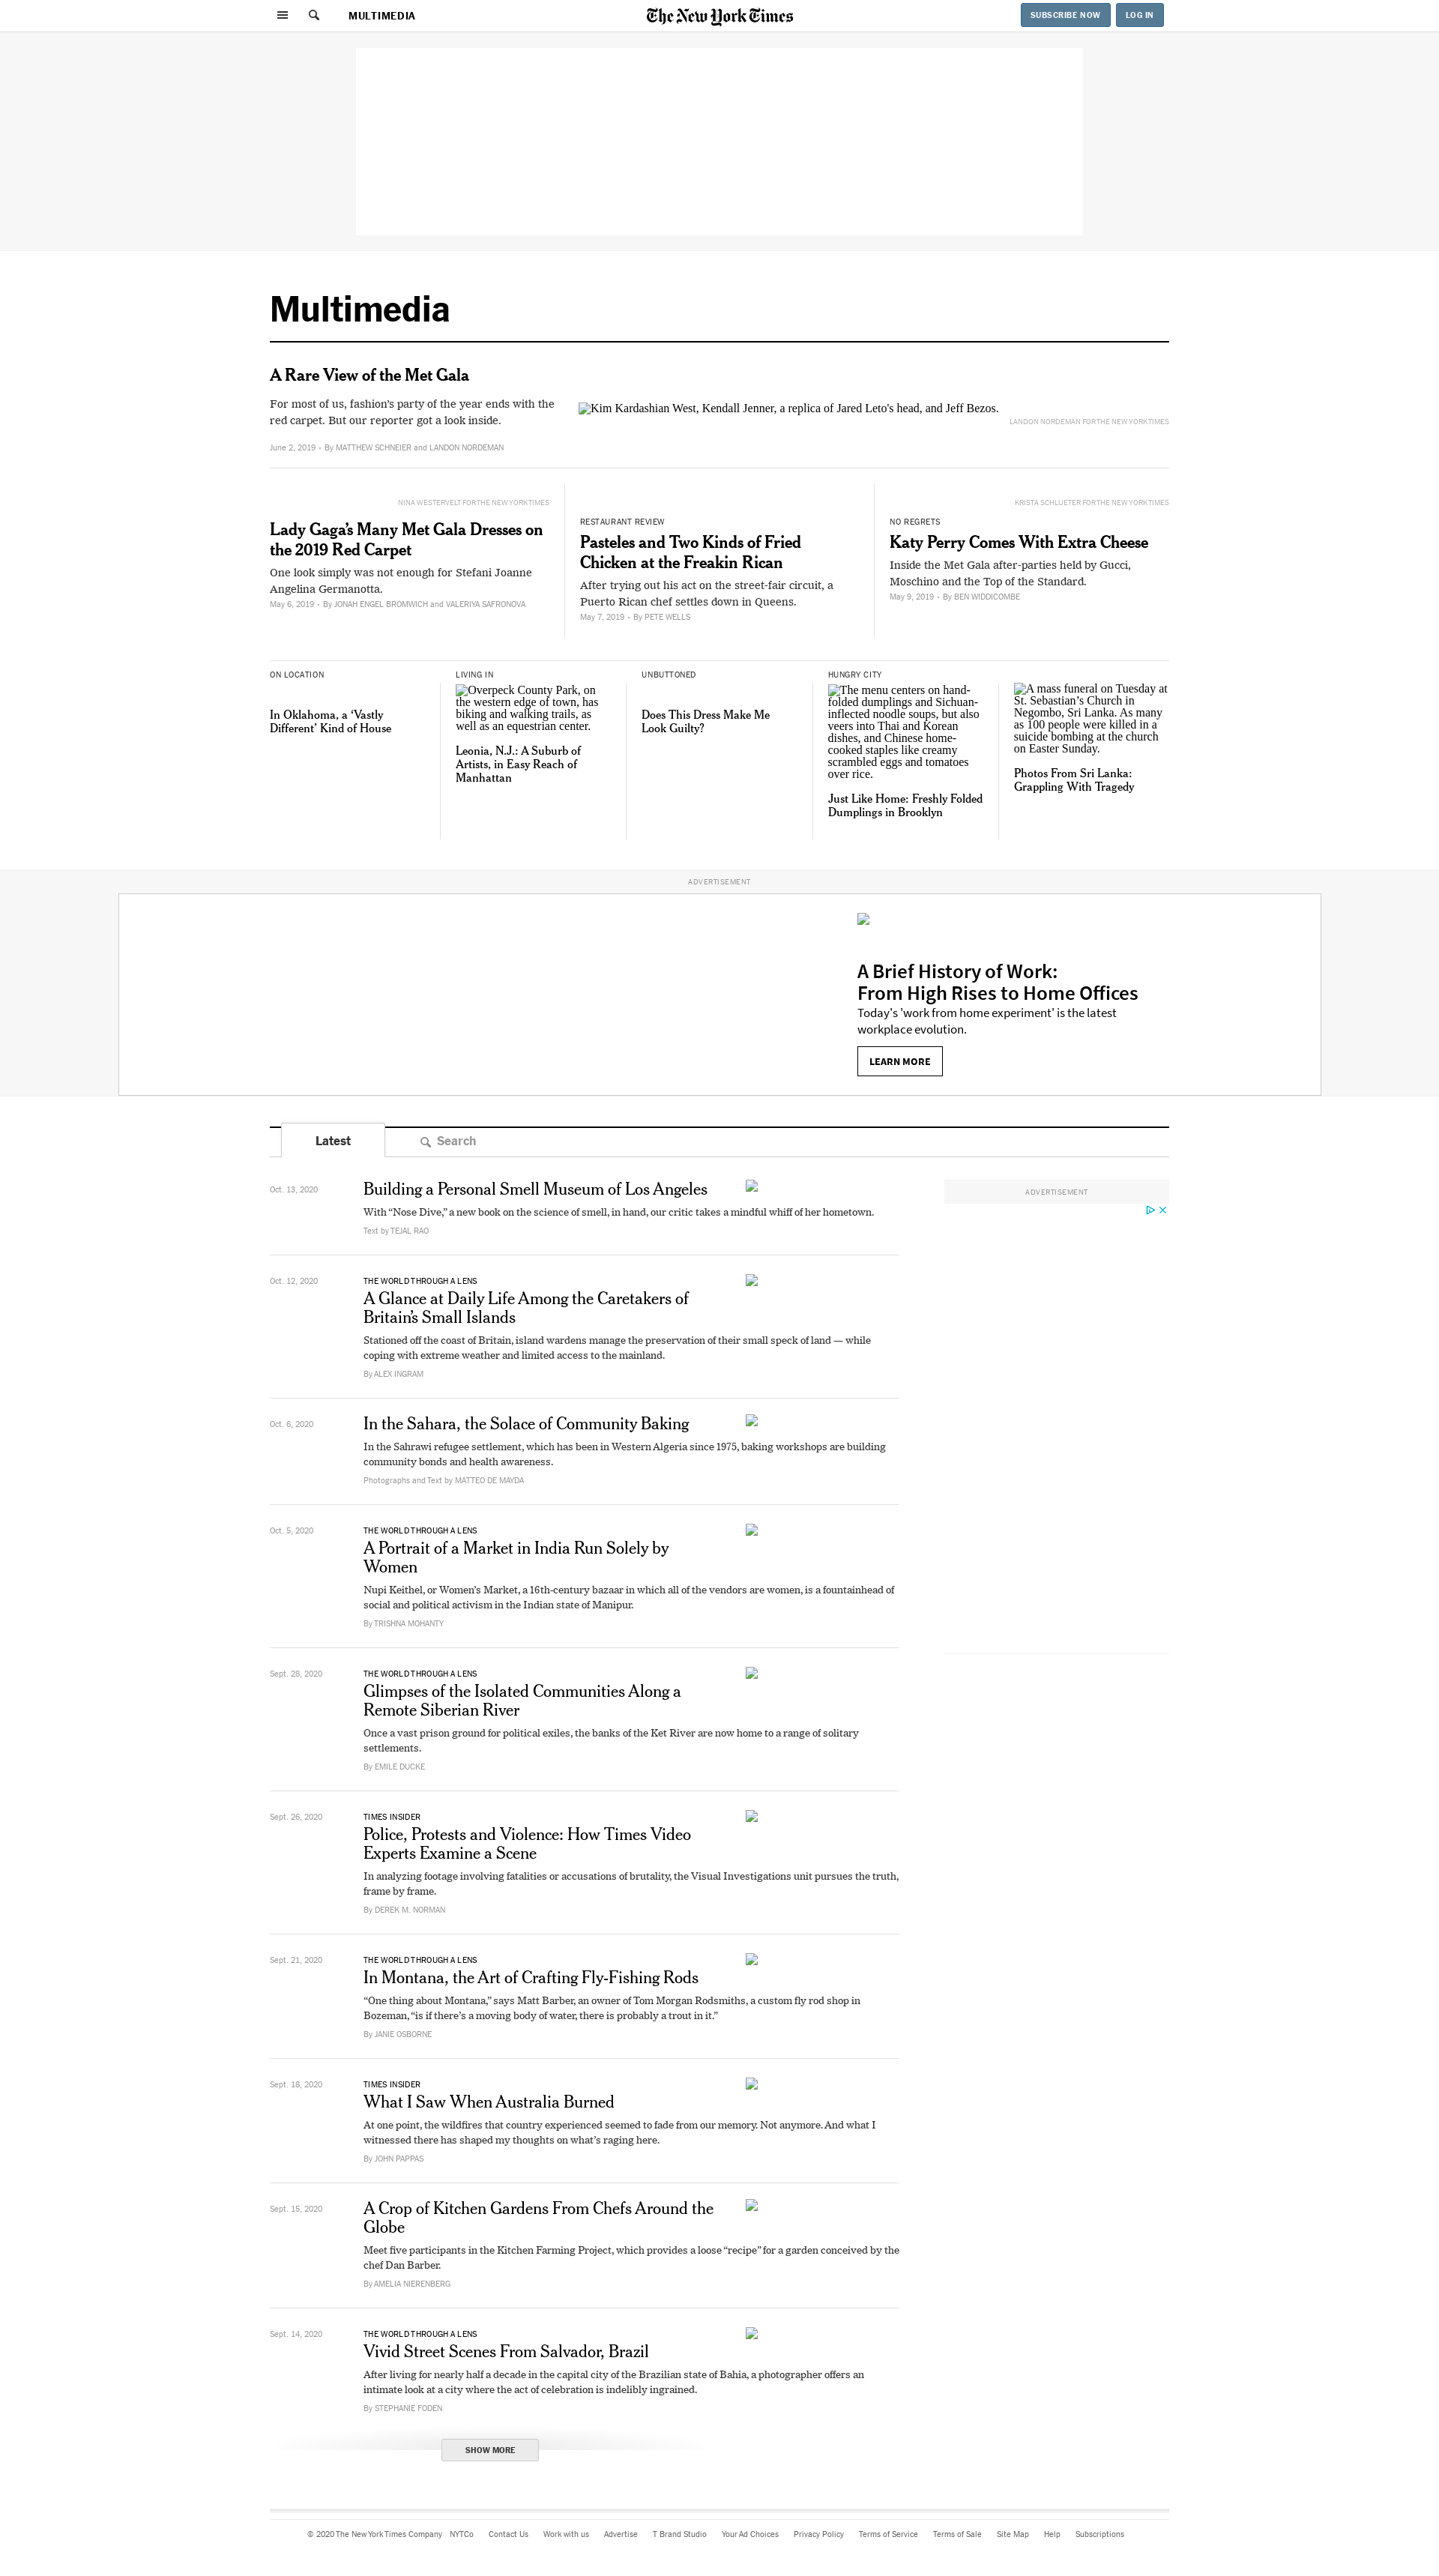 MULTIMEDIA
The New York Times
SUBSCRIBE NOW
LOG IN
Multimedia
A Rare View of the Met Gala
For most of us, fashion's party of the year ends with the
red carpet. But our reporter got a look inside.
June 2, 2019 • By MATTHEW SCHNEIER and LANDON NORDEMAN
Kim Kardashian West, Kendall Jenner, a replica of Jared Leto's head, and Jeff Bezos.
LANDON NORDEMAN FOR THE NEW YORK TIMES
NINA WESTERVELT FOR THE NEW YORK TIMES
Lady Gaga’s Many Met Gala Dresses on
the 2019 Red Carpet
One look simply was not enough for Stefani Joanne
Angelina Germanotta.
May 6, 2019 • By JONAH ENGEL BROMWICH and VALERIYA SAFRONOVA
RESTAURANT REVIEW
Pasteles and Two Kinds of Fried
Chicken at the Freakin Rican
After trying out his act on the street-fair circuit, a
Puerto Rican chef settles down in Queens.
May 7, 2019 • By PETE WELLS
KRISTA SCHLUETER FOR THE NEW YORK TIMES
NO REGRETS
Katy Perry Comes With Extra Cheese
Inside the Met Gala after-parties held by Gucci,
Moschino and the Top of the Standard.
May 9, 2019 • By BEN WIDDICOMBE
ON LOCATION
In Oklahoma, a ‘Vastly
Different’ Kind of House
LIVING IN
Overpeck County Park, on
the western edge of town, has
biking and walking trails, as
well as an equestrian center.
Leonia, N.J.: A Suburb of
Artists, in Easy Reach of
Manhattan
UNBUTTONED
Does This Dress Make Me
Look Guilty?
HUNGRY CITY
The menu centers on hand-
folded dumplings and Sichuan-
inflected noodle soups, but also
veers into Thai and Korean
dishes, and Chinese home-
cooked staples like creamy
scrambled eggs and tomatoes
over rice.
Just Like Home: Freshly Folded
Dumplings in Brooklyn
A mass funeral on Tuesday at
St. Sebastian’s Church in
Negombo, Sri Lanka. As many
as 100 people were killed in a
suicide bombing at the church
on Easter Sunday.
Photos From Sri Lanka:
Grappling With Tragedy
ADVERTISEMENT
A Brief History of Work:
From High Rises to Home Offices
Today's 'work from home experiment' is the latest
workplace evolution.
LEARN MORE
Latest
Search
Oct. 13, 2020
Building a Personal Smell Museum of Los Angeles
With “Nose Dive,” a new book on the science of smell, in hand, our critic takes a mindful whiff of her hometown.
Text by TEJAL RAO
ADVERTISEMENT
Oct. 12, 2020
THE WORLD THROUGH A LENS
A Glance at Daily Life Among the Caretakers of
Britain’s Small Islands
Stationed off the coast of Britain, island wardens manage the preservation of their small speck of land — while
coping with extreme weather and limited access to the mainland.
By ALEX INGRAM
Oct. 6, 2020
In the Sahara, the Solace of Community Baking
In the Sahrawi refugee settlement, which has been in Western Algeria since 1975, baking workshops are building
community bonds and health awareness.
Photographs and Text by MATTEO DE MAYDA
Oct. 5, 2020
THE WORLD THROUGH A LENS
A Portrait of a Market in India Run Solely by
Women
Nupi Keithel, or Women’s Market, a 16th-century bazaar in which all of the vendors are women, is a fountainhead of
social and political activism in the Indian state of Manipur.
By TRISHNA MOHANTY
Sept. 28, 2020
THE WORLD THROUGH A LENS
Glimpses of the Isolated Communities Along a
Remote Siberian River
Once a vast prison ground for political exiles, the banks of the Ket River are now home to a range of solitary
settlements.
By EMILE DUCKE
Sept. 26, 2020
TIMES INSIDER
Police, Protests and Violence: How Times Video
Experts Examine a Scene
In analyzing footage involving fatalities or accusations of brutality, the Visual Investigations unit pursues the truth,
frame by frame.
By DEREK M. NORMAN
Sept. 21, 2020
THE WORLD THROUGH A LENS
In Montana, the Art of Crafting Fly-Fishing Rods
“One thing about Montana,” says Matt Barber, an owner of Tom Morgan Rodsmiths, a custom fly rod shop in
Bozeman, “is if there’s a moving body of water, there is probably a trout in it.”
By JANIE OSBORNE
Sept. 18, 2020
TIMES INSIDER
What I Saw When Australia Burned
At one point, the wildfires that country experienced seemed to fade from our memory. Not anymore. And what I
witnessed there has shaped my thoughts on what’s raging here.
By JOHN PAPPAS
Sept. 15, 2020
A Crop of Kitchen Gardens From Chefs Around the
Globe
Meet five participants in the Kitchen Farming Project, which provides a loose “recipe” for a garden conceived by the
chef Dan Barber.
By AMELIA NIERENBERG
Sept. 14, 2020
THE WORLD THROUGH A LENS
Vivid Street Scenes From Salvador, Brazil
After living for nearly half a decade in the capital city of the Brazilian state of Bahia, a photographer offers an
intimate look at a city where the act of celebration is indelibly ingrained.
By STEPHANIE FODEN
SHOW MORE
© 2020 The New York Times Company NYTCo Contact Us Work with us Advertise T Brand Studio Your Ad Choices Privacy Policy Terms of Service Terms of Sale Site Map Help Subscriptions